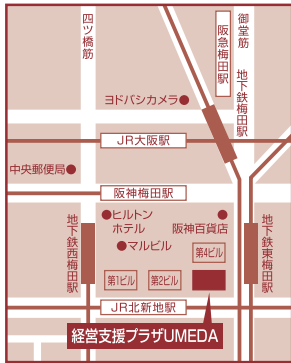 四ツ橋筋
御堂筋
阪急梅田駅
地下鉄梅田駅
ヨドバシカメラ
JR大阪駅
中央郵便局
阪神梅田駅
ヒルトン
ホテル
阪神百貨店
マルビル
地下鉄西梅田駅
地下鉄東梅田駅
第4ビル
第1ビル
第2ビル
JR北新地駅
経営支援プラザUMEDA